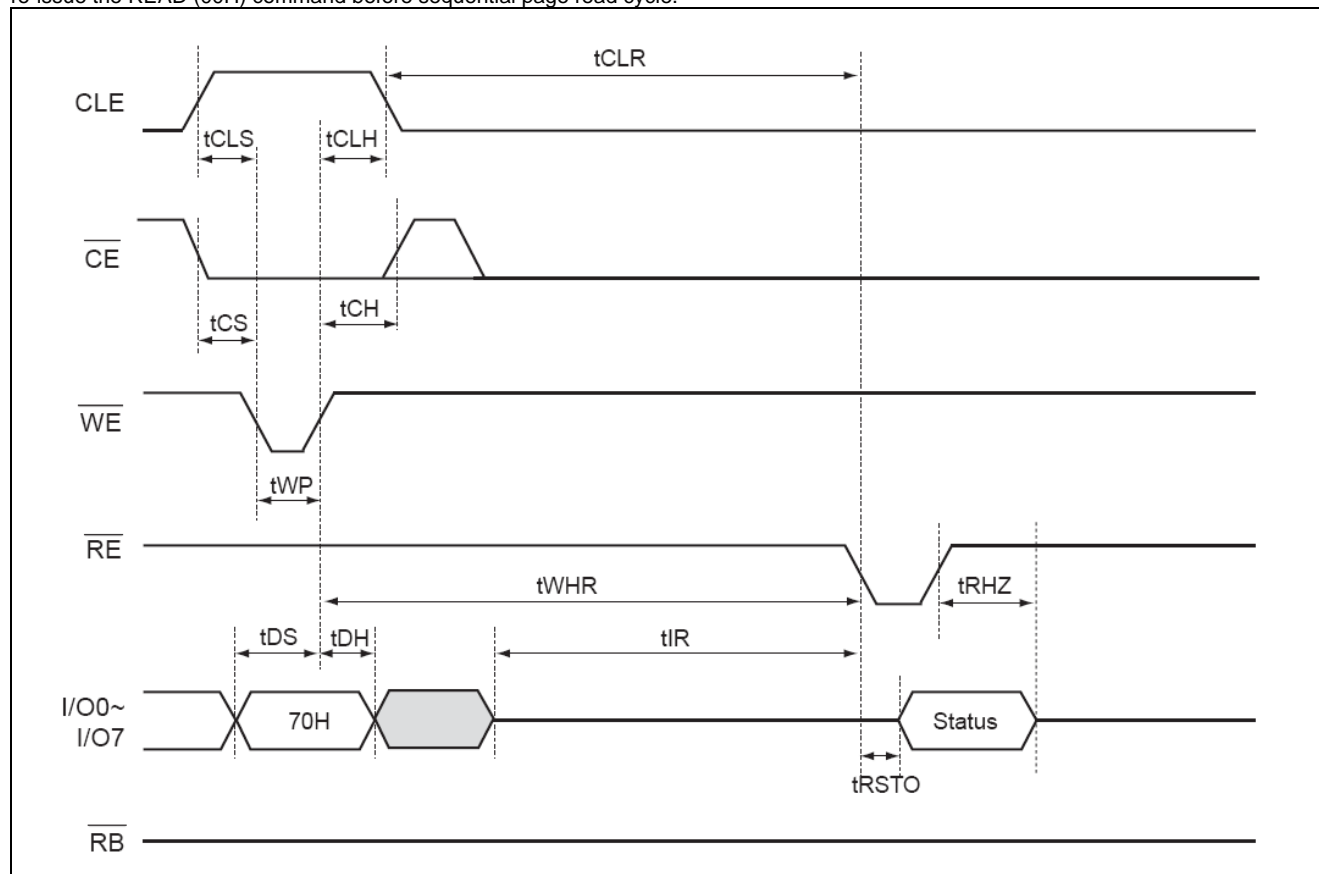 re-issue the READ (00H) command before sequential page read cycle.
tCLR
CLE
tCLS
tCLH
CE
tCS
tCH
WE
tWP
RE
tWHR
tRHZ
tDS
tDH
tIR
I/O0~
I/O7
70H
Status
tRSTO
RB